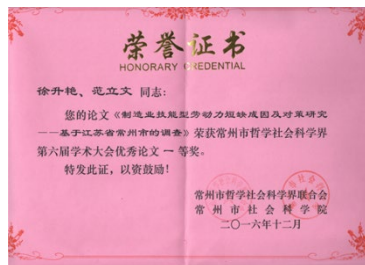 荣誉证书
HONORARY CREDENTIAL
徐升艳、范立文 同志：
您的论文《制造业技能型劳动力短缺成因及对策研究
——基于江苏省常州市的调查》荣获常州市哲学社会科学界
第六届学术大会优秀论文 一 等奖。
特发此证，以资鼓励！
常州市哲学社会科学界联合会
常州市社会科学院
二〇一六年十二月